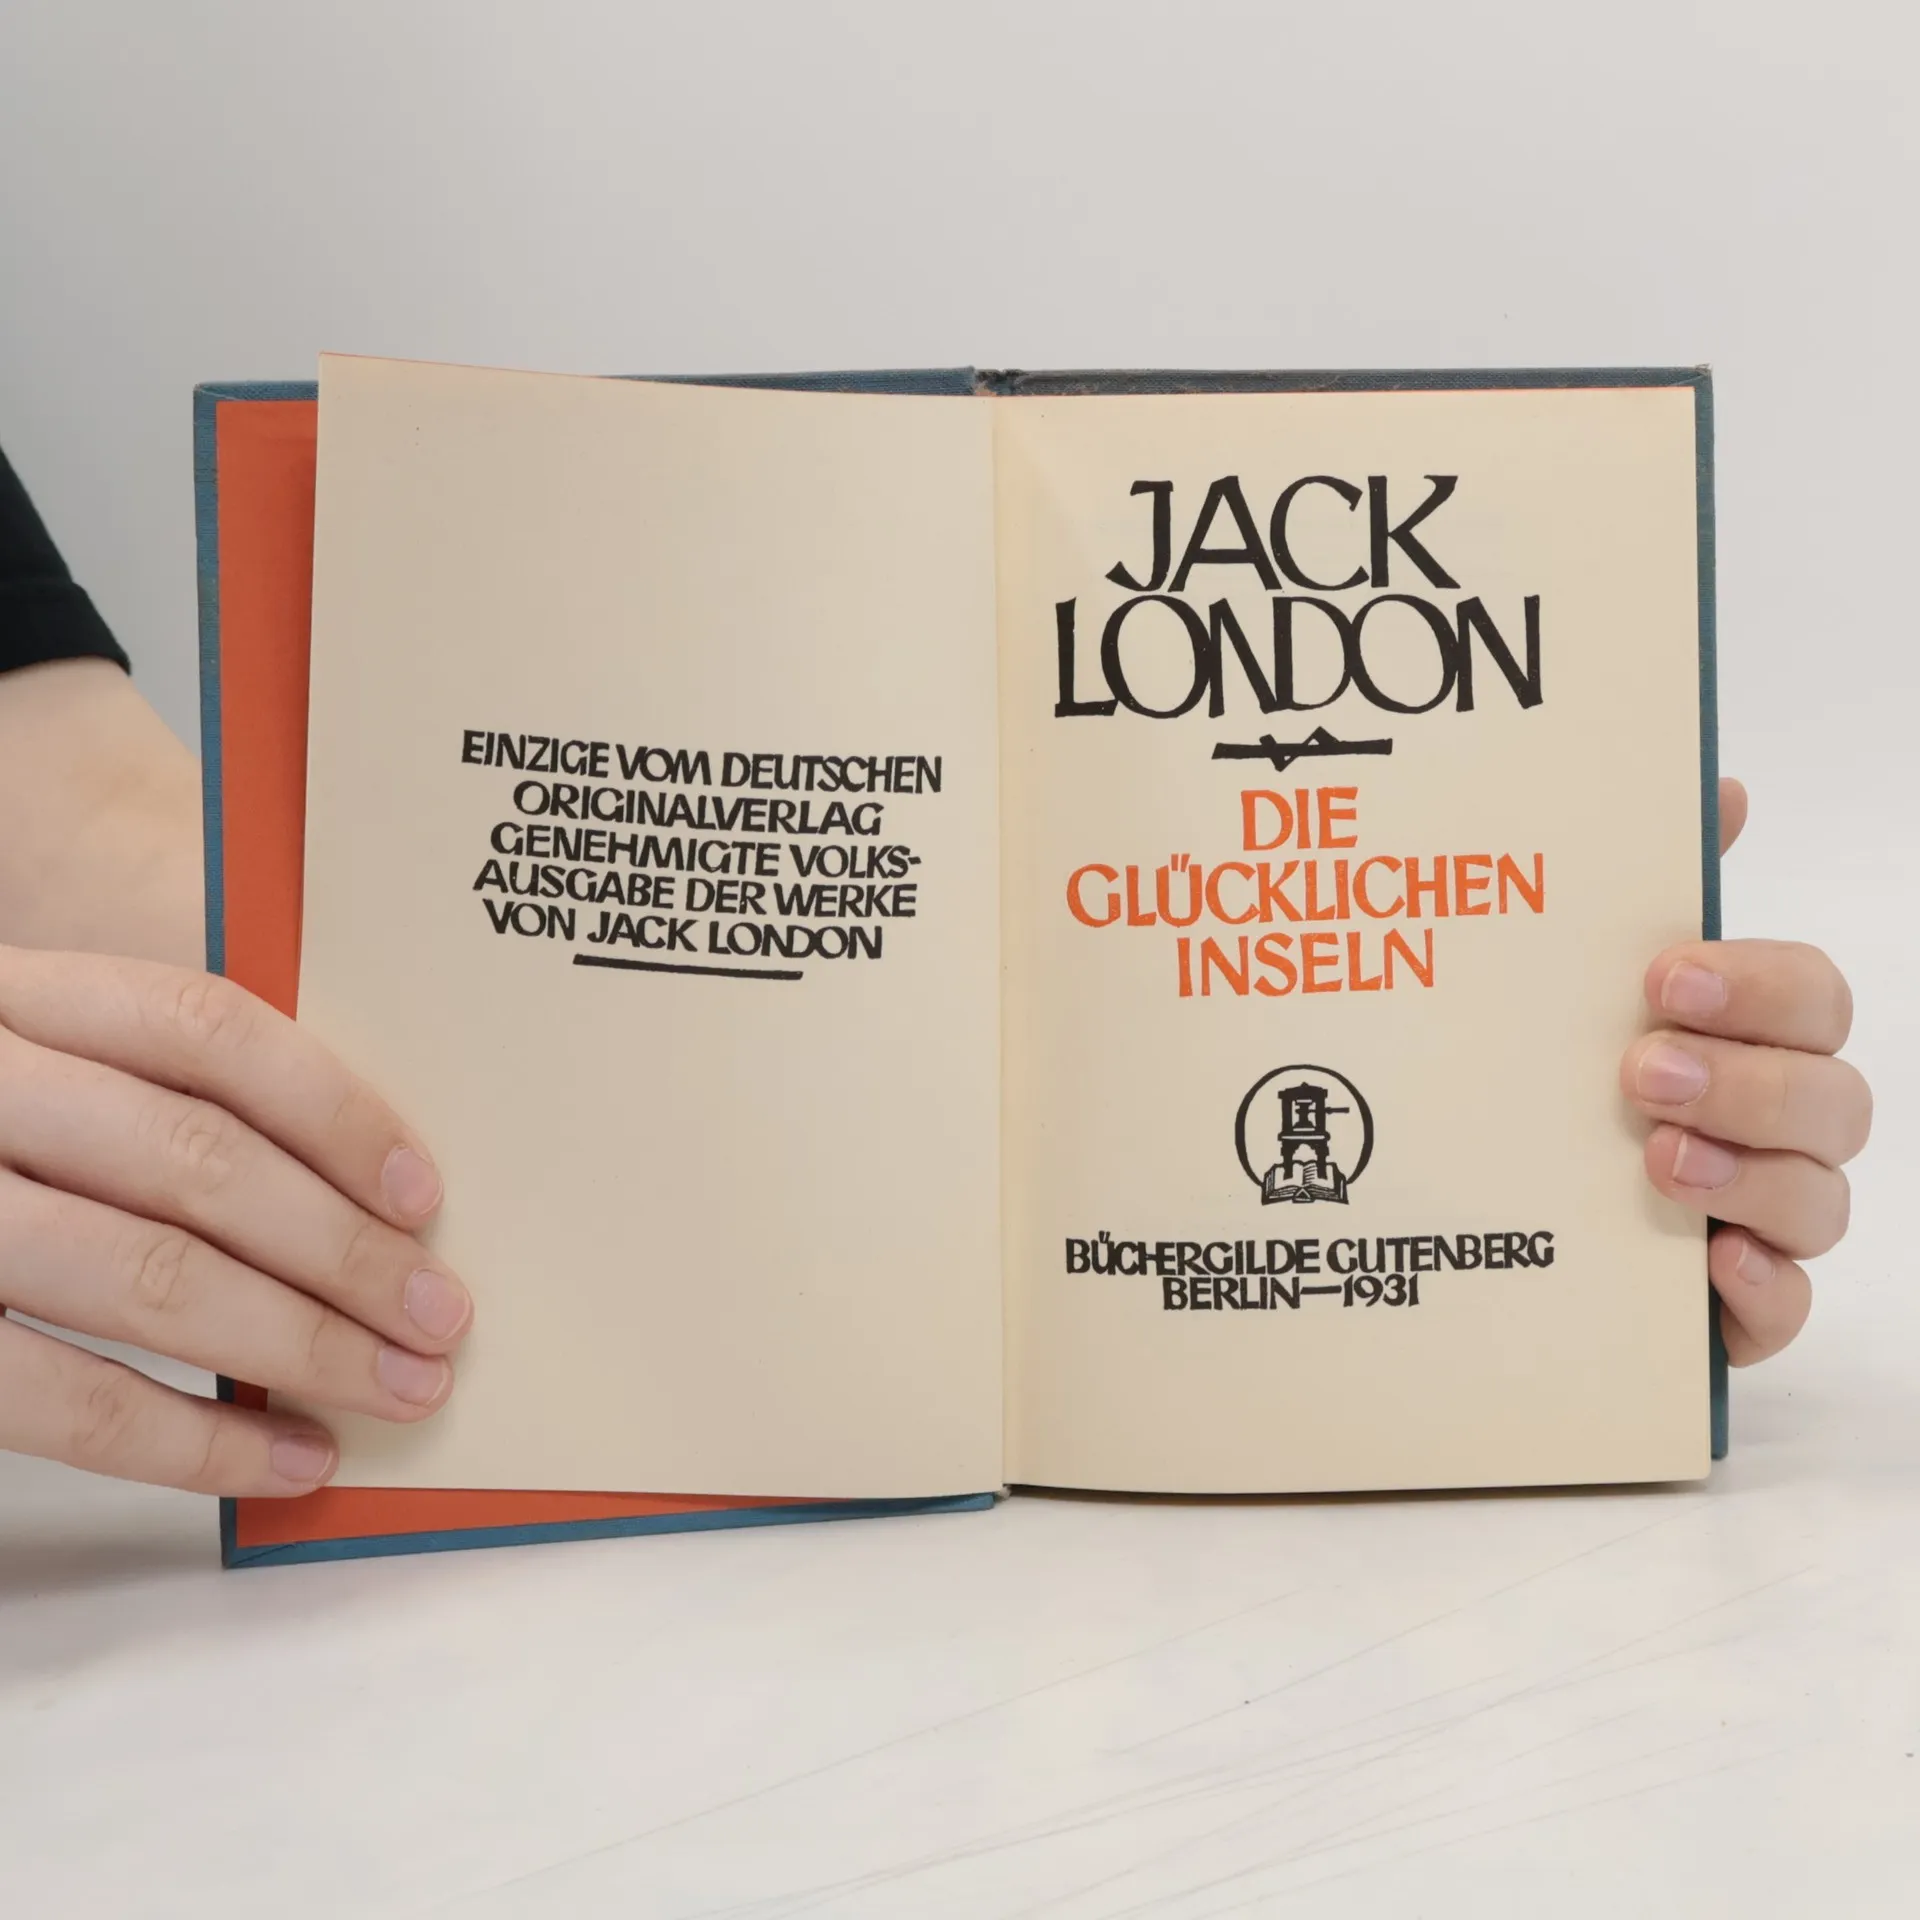 EINZIGE VOM DEUTSCHEN
ORIGINALVERLAG
GENEHMIGTE VOLKS-
AUSGABE DER WERKE
VON JACK LONDON
JACK
LONDON
DIE
GLÜCKLICHEN
INSELN
BÜCHERGILDE GUTENBERG
BERLIN—1931